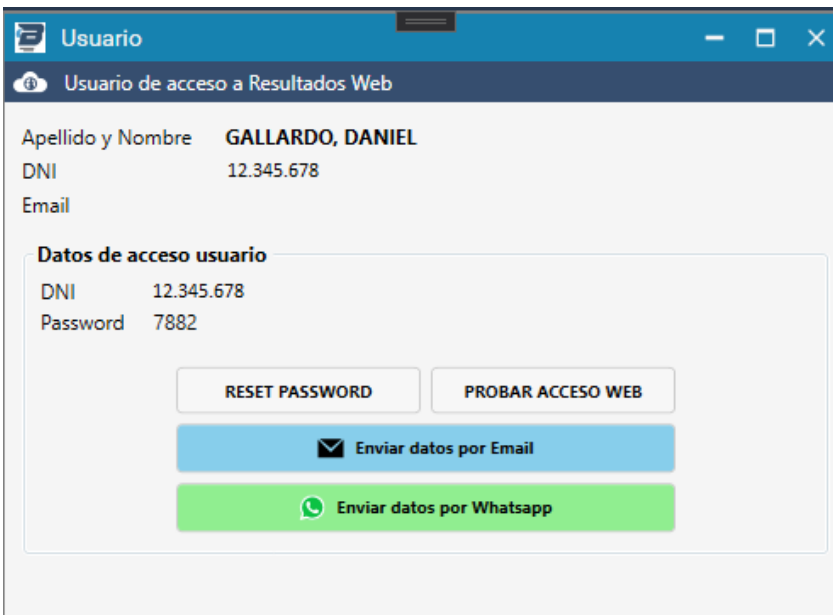 Usuario
Usuario de acceso a Resultados Web
Apellido y Nombre GALLARDO, DANIEL
DNI 12.345.678
Email
Datos de acceso usuario
DNI 12.345.678
Password 7882
RESET PASSWORD PROBAR ACCESO WEB
Enviar datos por Email
Enviar datos por Whatsapp